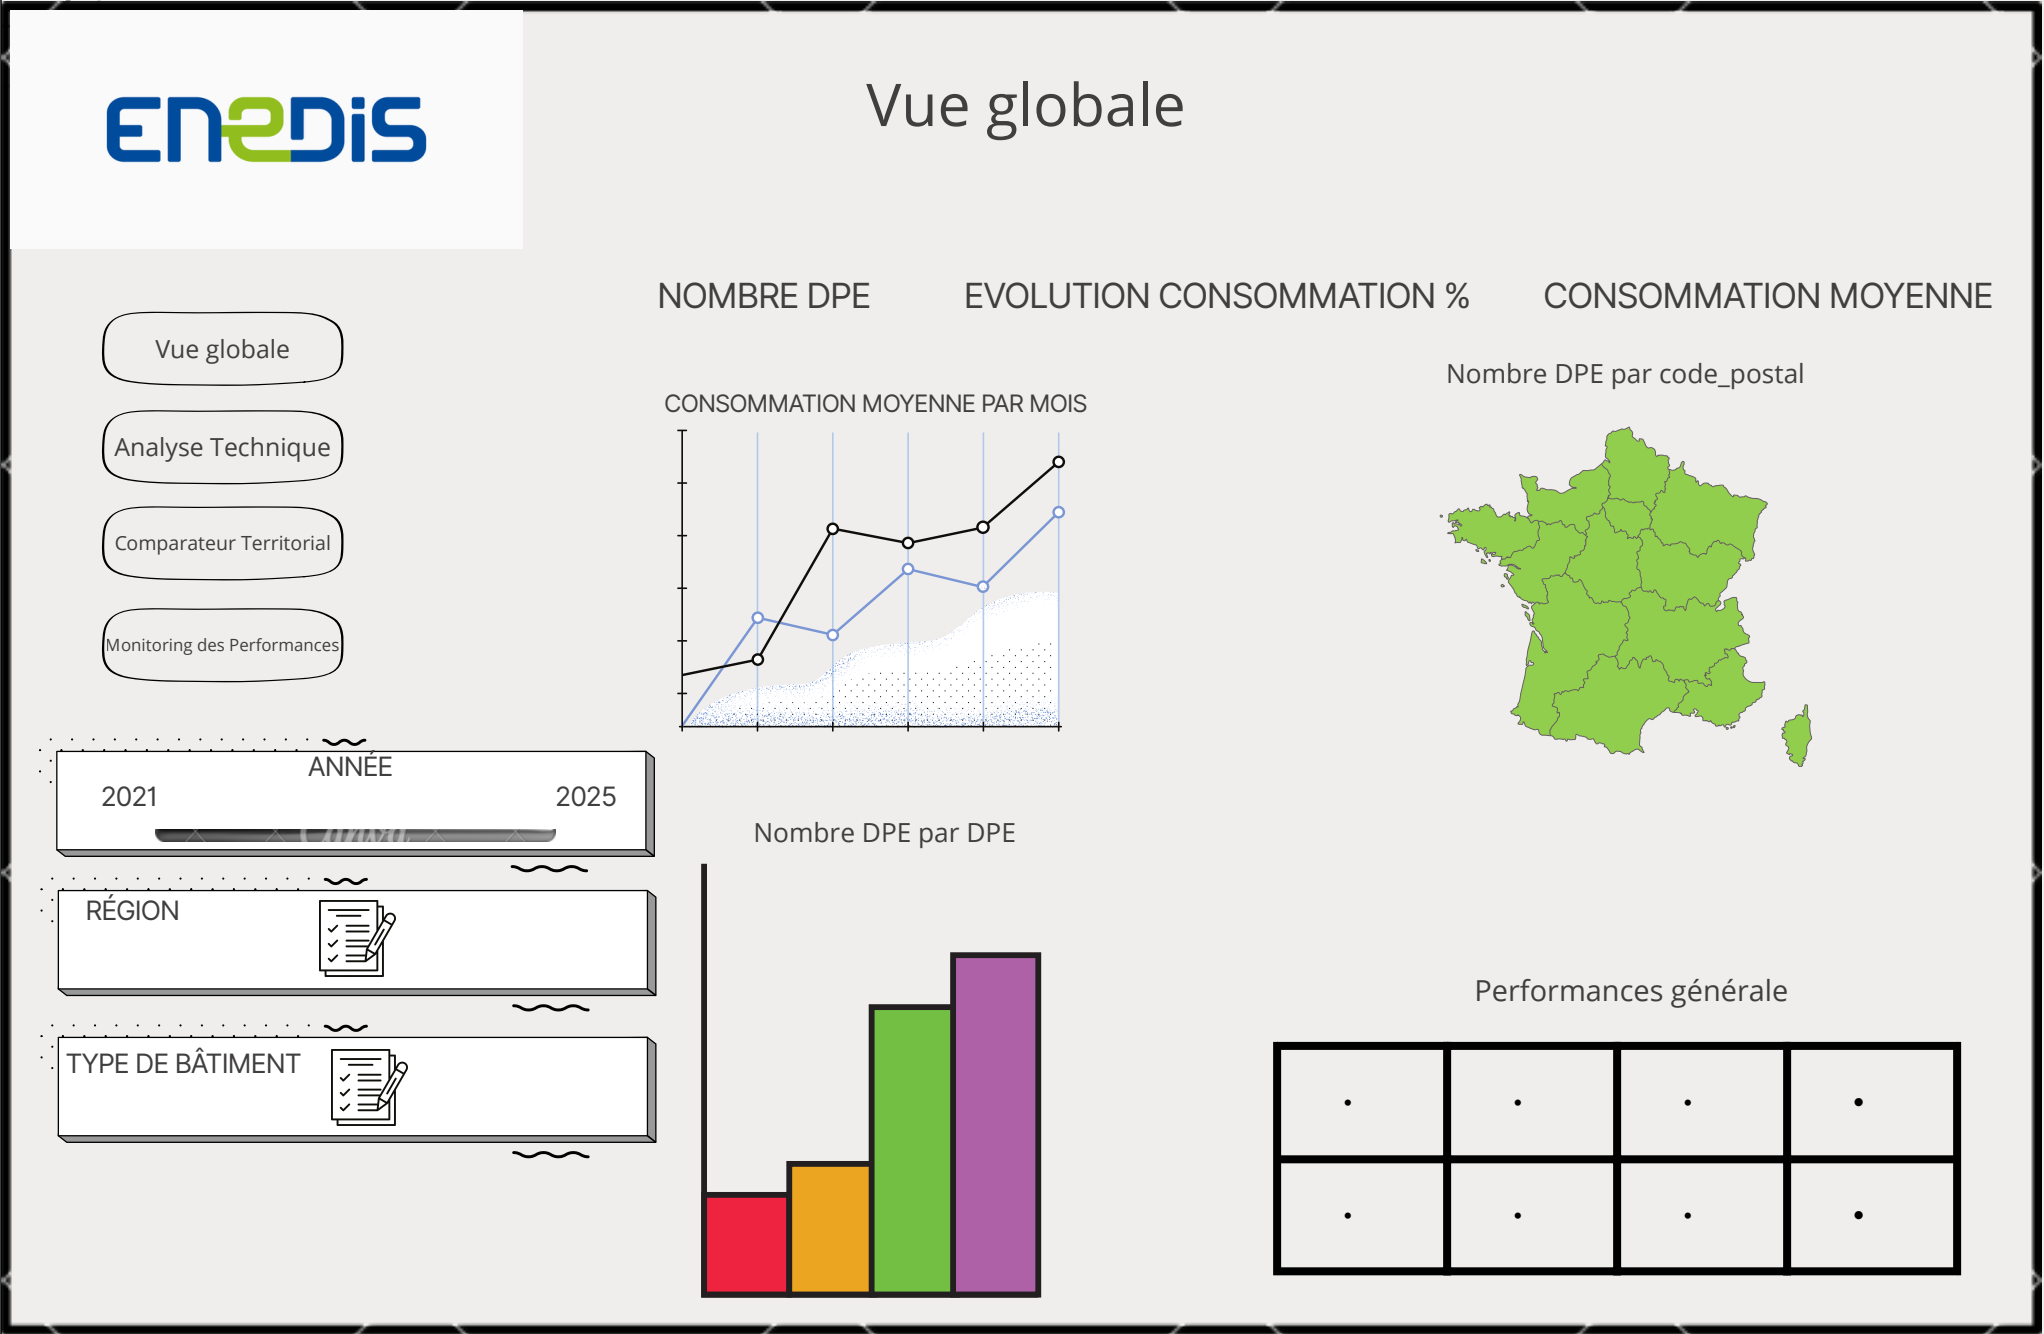 ENEDIS
Vue globale
NOMBRE DPE
EVOLUTION CONSOMMATION %
CONSOMMATION MOYENNE
Vue globale
Analyse Technique
Comparateur Territorial
Monitoring des Performances
CONSOMMATION MOYENNE PAR MOIS
Nombre DPE par code_postal
ANNÉE
2021
2025
Canva
RÉGION
TYPE DE BÂTIMENT
Nombre DPE par DPE
Performances générale